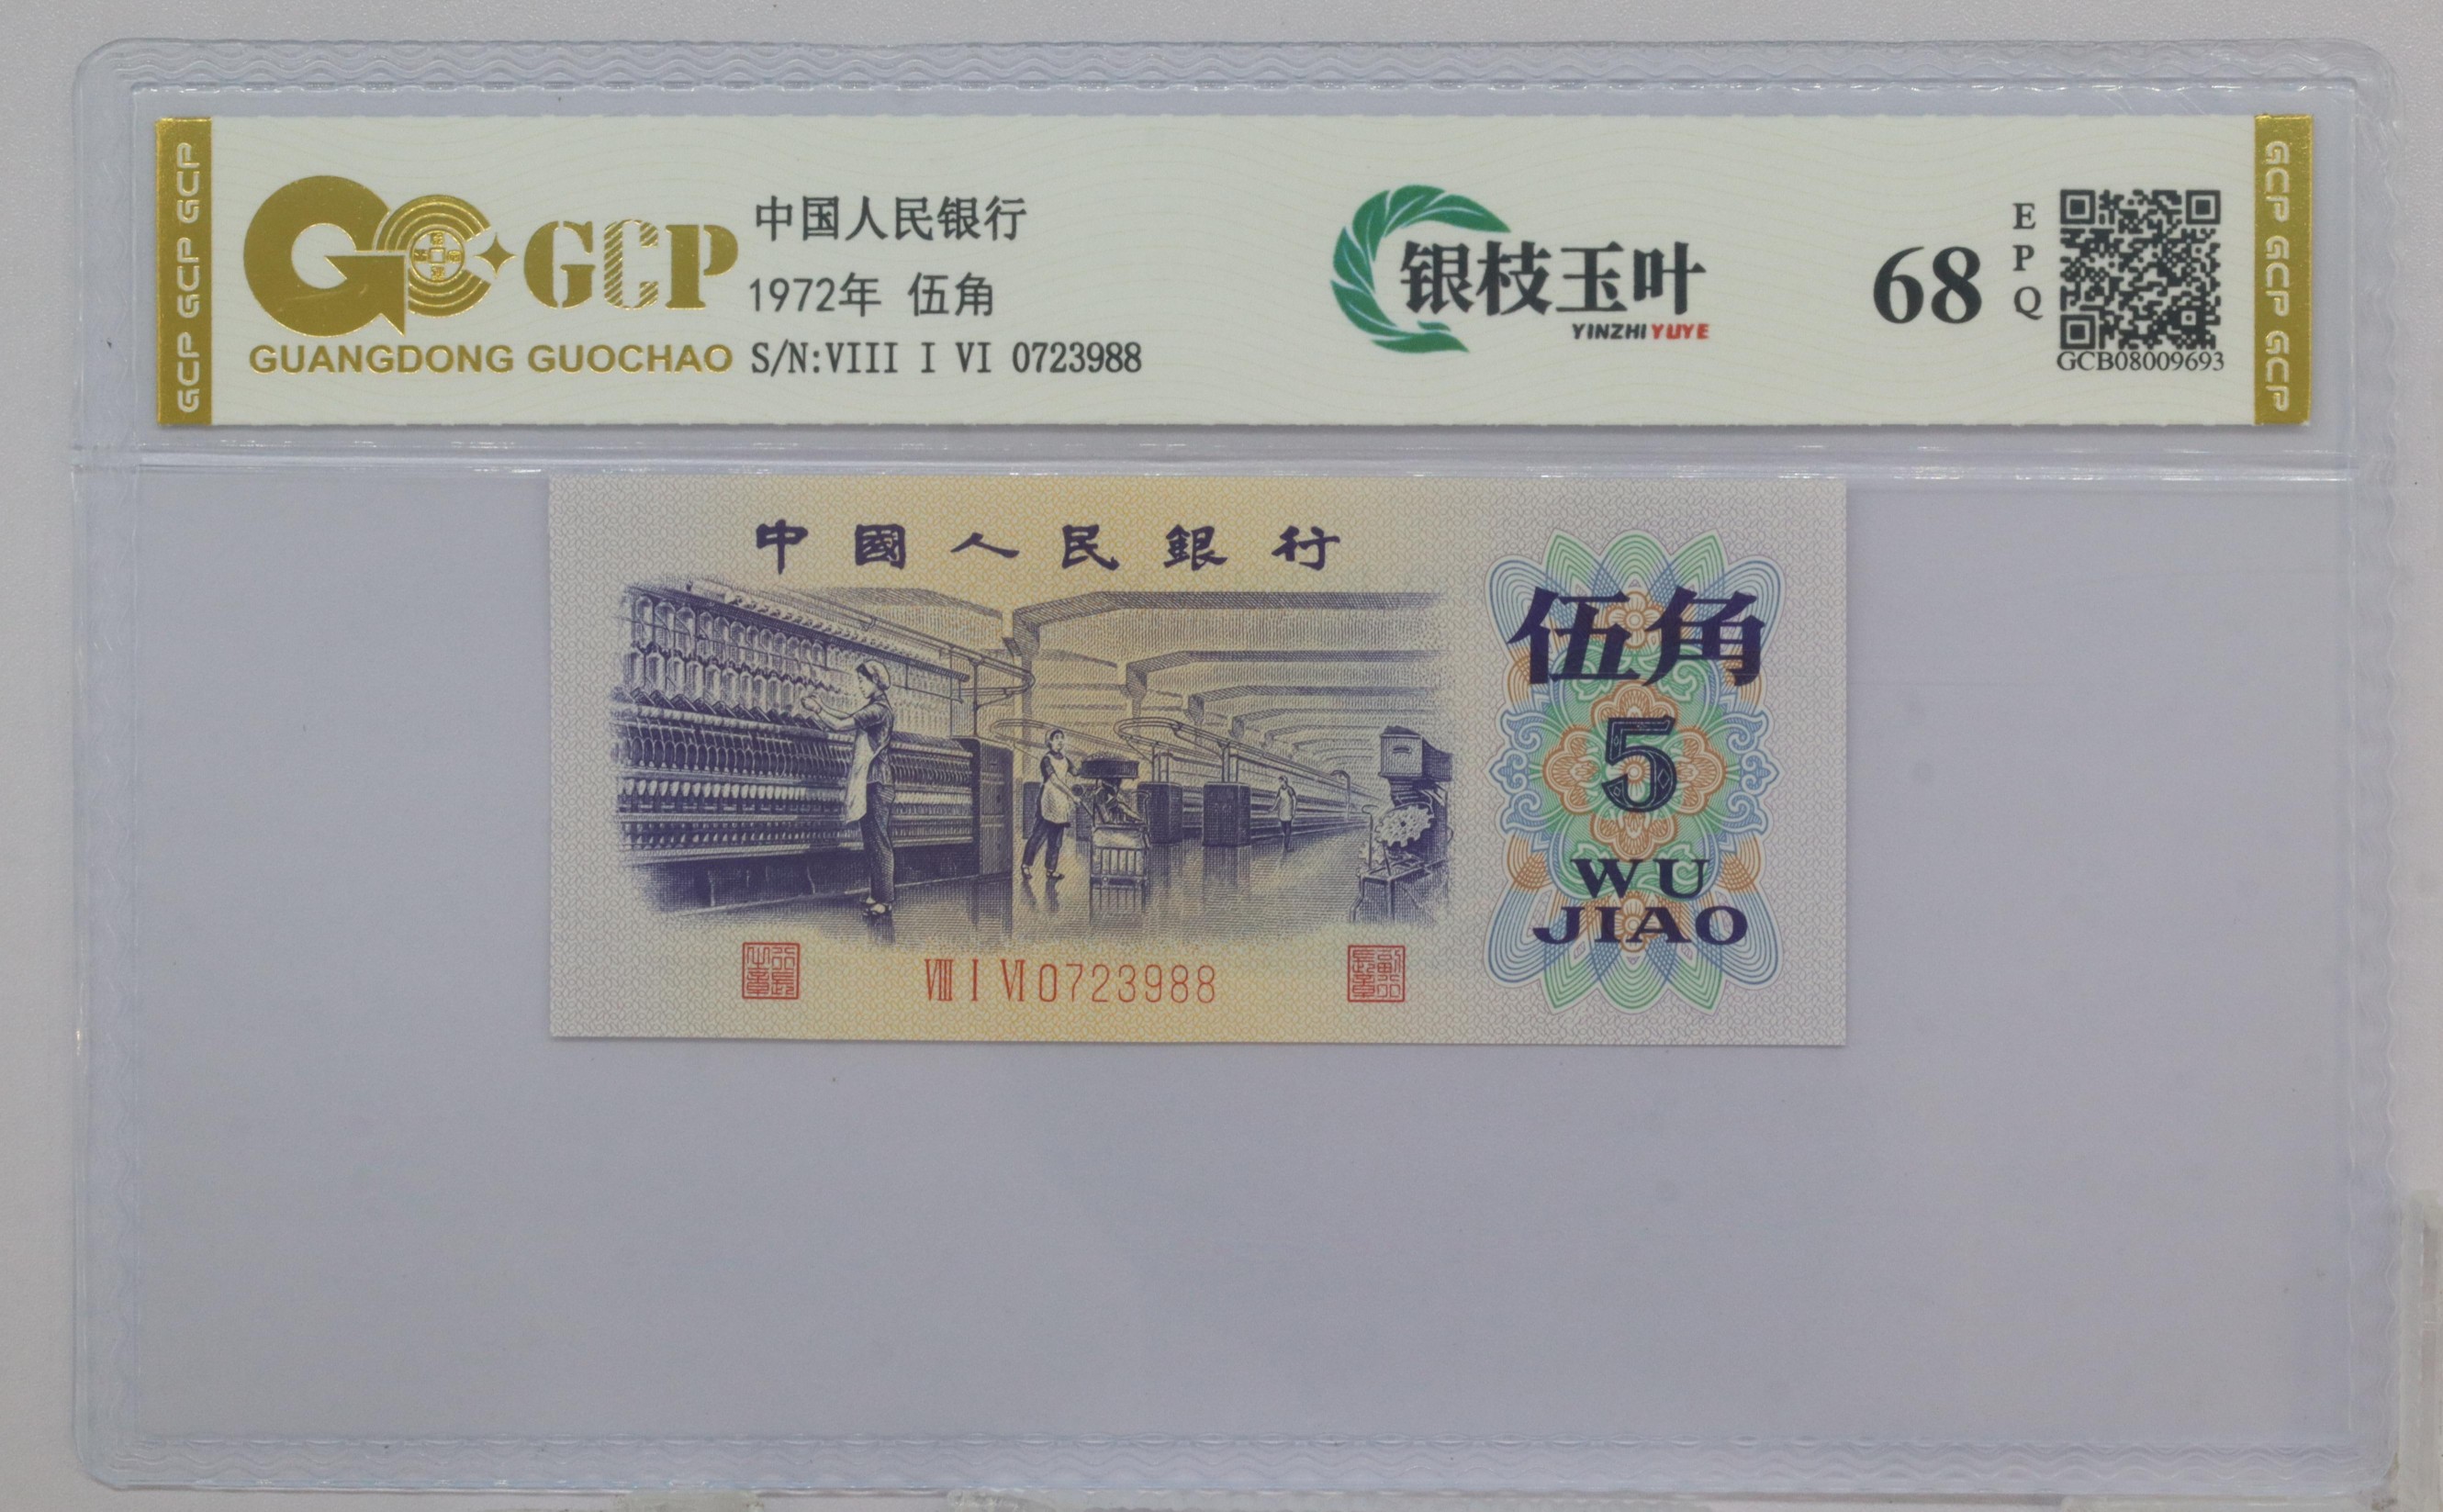 GCP GCP GCP
GCP
GUANGDONG GUOCHAO
中国人民银行
1972年 伍角
S/N:VIII I VI 0723988
银枝玉叶
YINZHI YUYE
68
EPQ
GCB08009693
GCP GCP GCP
中國人民銀行
伍角
5
WU
JIAO
VIII I VI 0723988